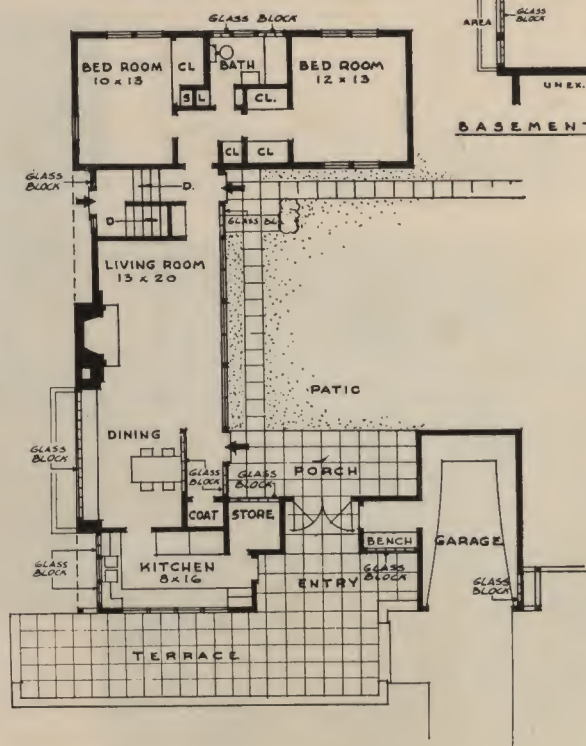 GLASS BLOCK
AREA
GLASS
BLOCK
UNEX.
BASEMENT
BED ROOM
10 x 13
CL
BATH
BED ROOM
12 x 13
S
L
CL.
CL
CL
GLASS
BLOCK
D.
D
GLASS BL.
LIVING ROOM
13 x 20
PATIO
DINING
GLASS
BLOCK
GLASS
BLOCK
GLASS
BLOCK
PORCH
COAT
STORE
BENCH
GARAGE
GLASS
BLOCK
KITCHEN
8 x 16
ENTRY
GLASS
BLOCK
GLASS
BLOCK
TERRACE